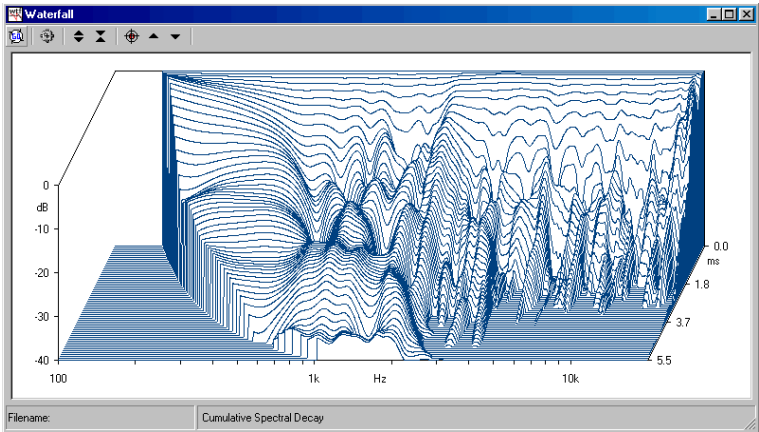 Waterfall
0
dB
-10
-20
-30
-40
100
1k
Hz
10k
0.0
ms
1.8
3.7
5.5
Filename:
Cumulative Spectral Decay